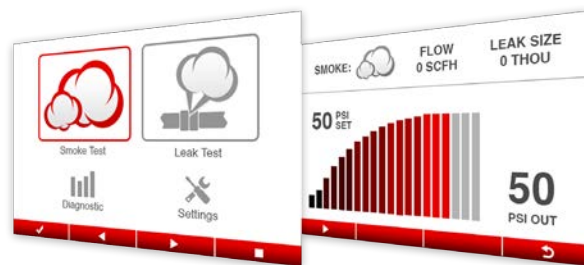 Smoke Test
Leak Test
Diagnostic
Settings
SMOKE:
FLOW
0 SCFH
LEAK SIZE
0 THOU
50 PSI SET
50
PSI OUT